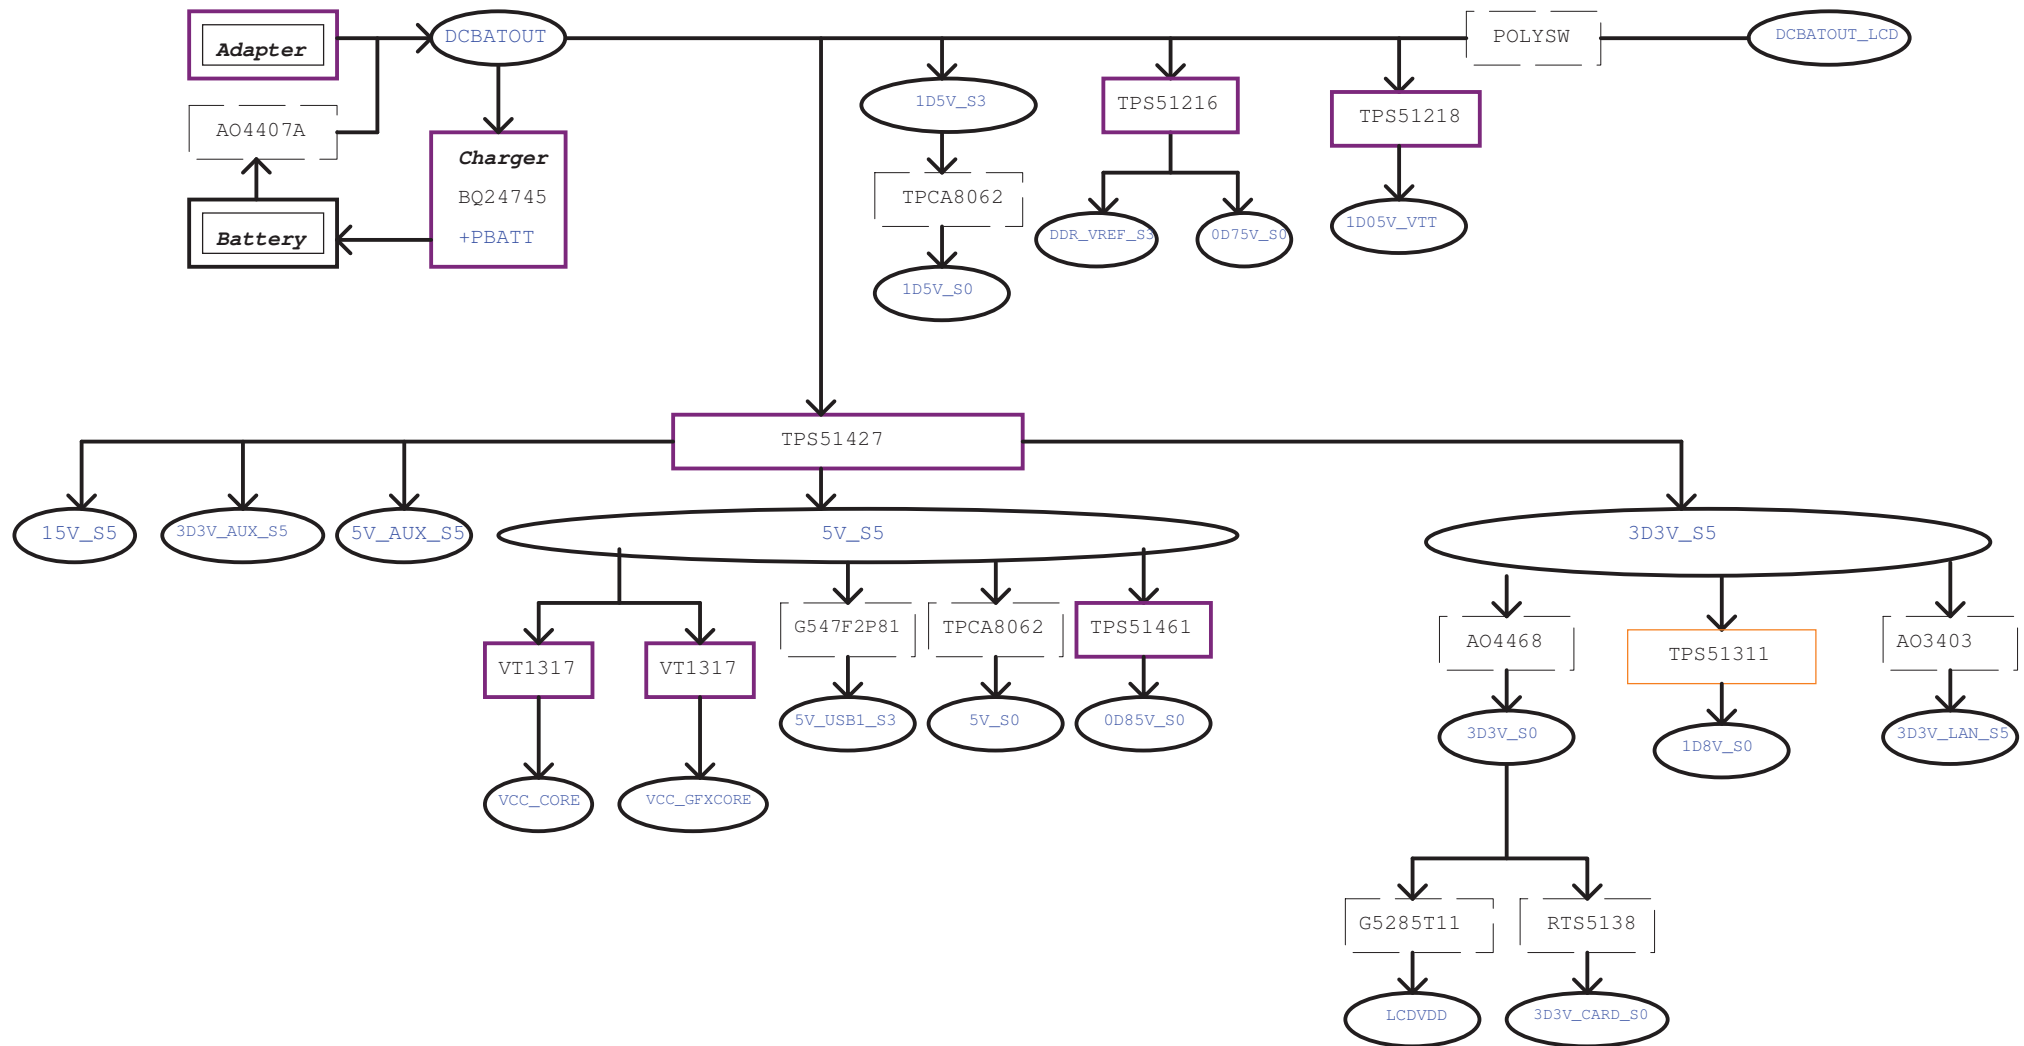 Adapter
DCBATOUT
POLYSW
DCBATOUT_LCD
AO4407A
1D5V_S3
TPS51216
TPS51218
Charger
BQ24745
+PBATT
Battery
TPCA8062
DDR_VREF_S3
0D75V_S0
1D05V_VTT
1D5V_S0
TPS51427
15V_S5
3D3V_AUX_S5
5V_AUX_S5
5V_S5
3D3V_S5
G547F2P81
TPCA8062
TPS51461
AO4468
TPS51311
AO3403
VT1317
VT1317
5V_USB1_S3
5V_S0
0D85V_S0
3D3V_S0
1D8V_S0
3D3V_LAN_S5
VCC_CORE
VCC_GFXCORE
G5285T11
RTS5138
LCDVDD
3D3V_CARD_S0